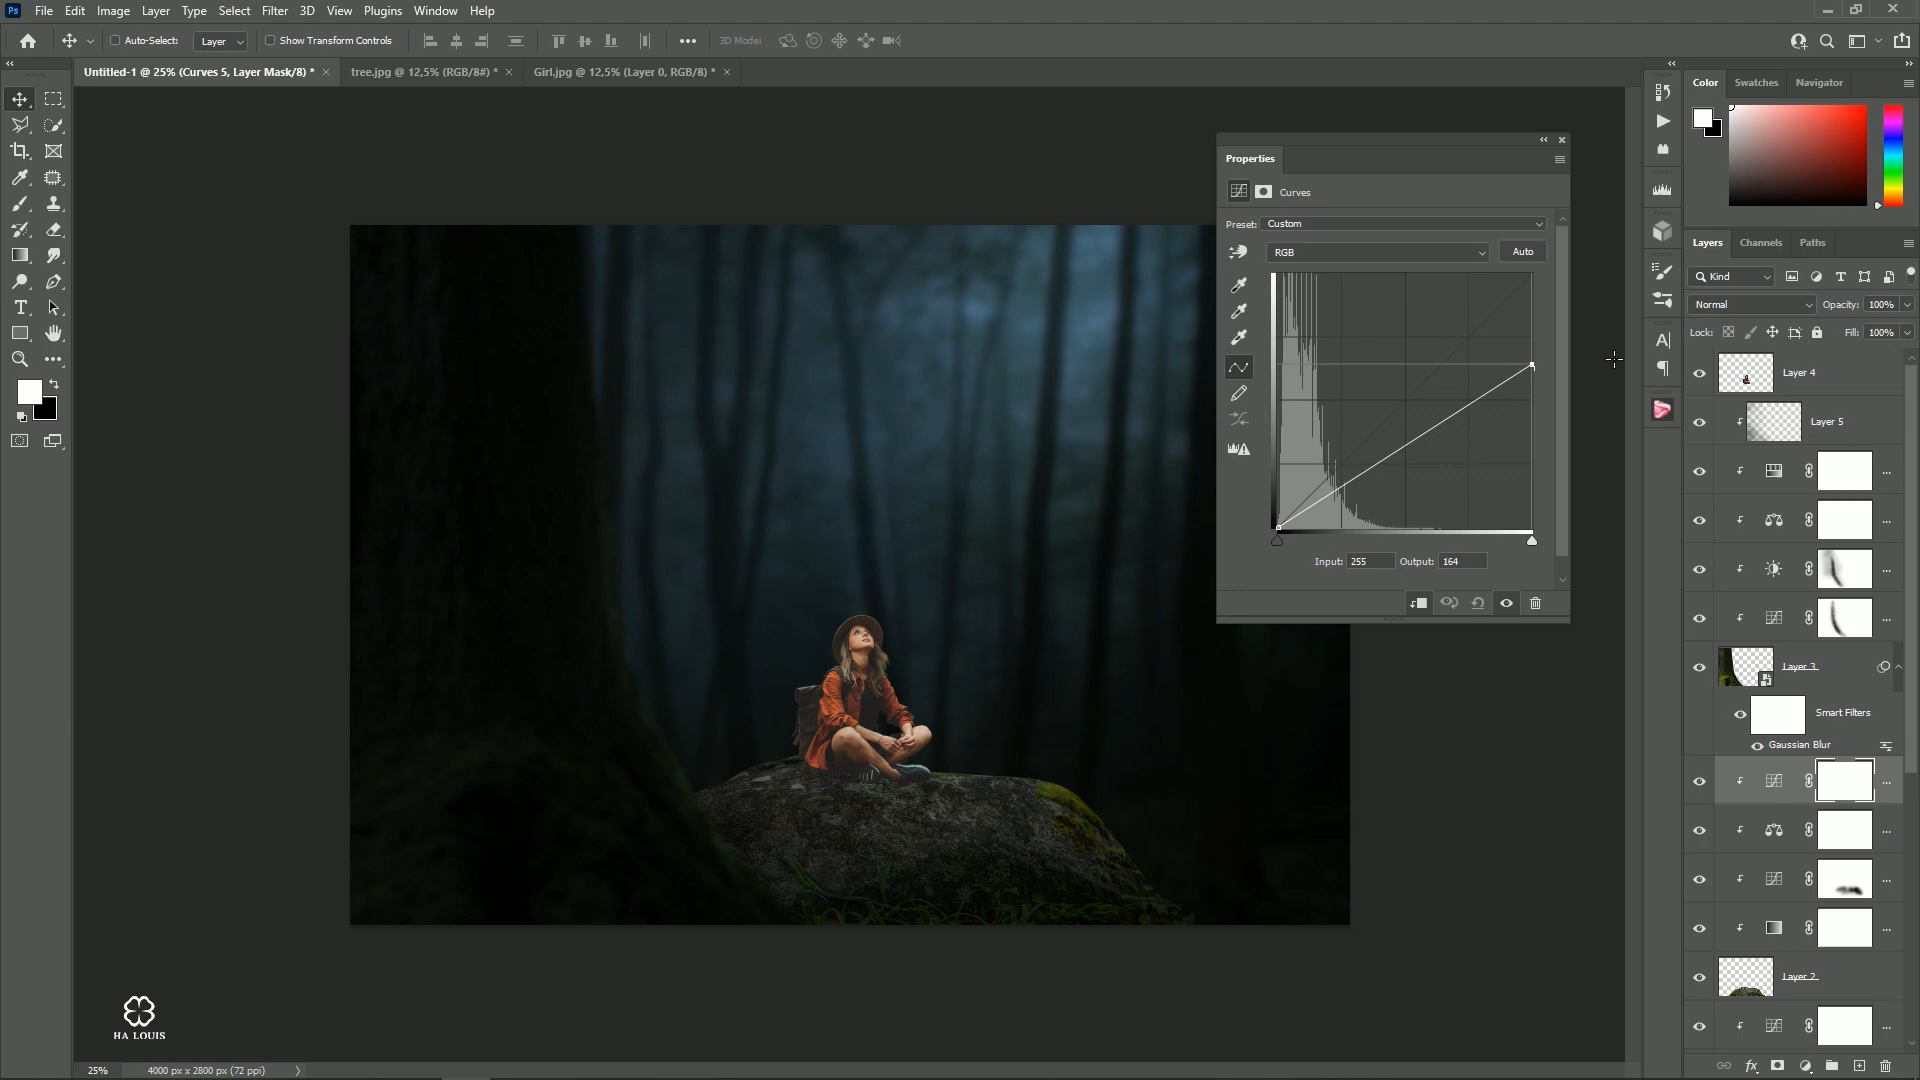 Ps File Edit Image Layer Type Select Filter 3D View Plugins Window Help
Auto-Select: Layer Show Transform Controls 3D Mode:
Untitled-1 @ 25% (Curves 5, Layer Mask/8) * tree.jpg @ 12,5% (RGB/8#) * Girl.jpg @ 12,5% (Layer 0, RGB/8) *
Color Swatches Navigator
Properties
Curves
Preset: Custom
RGB Auto
Input: 255 Output: 164
Layers Channels Paths
Kind
Normal Opacity: 100%
Lock: Fill: 100%
Layer 4
Layer 5
Layer 3
Smart Filters
Gaussian Blur
Layer 2
HA LOUIS
25% 4000 px x 2800 px (72 ppi)